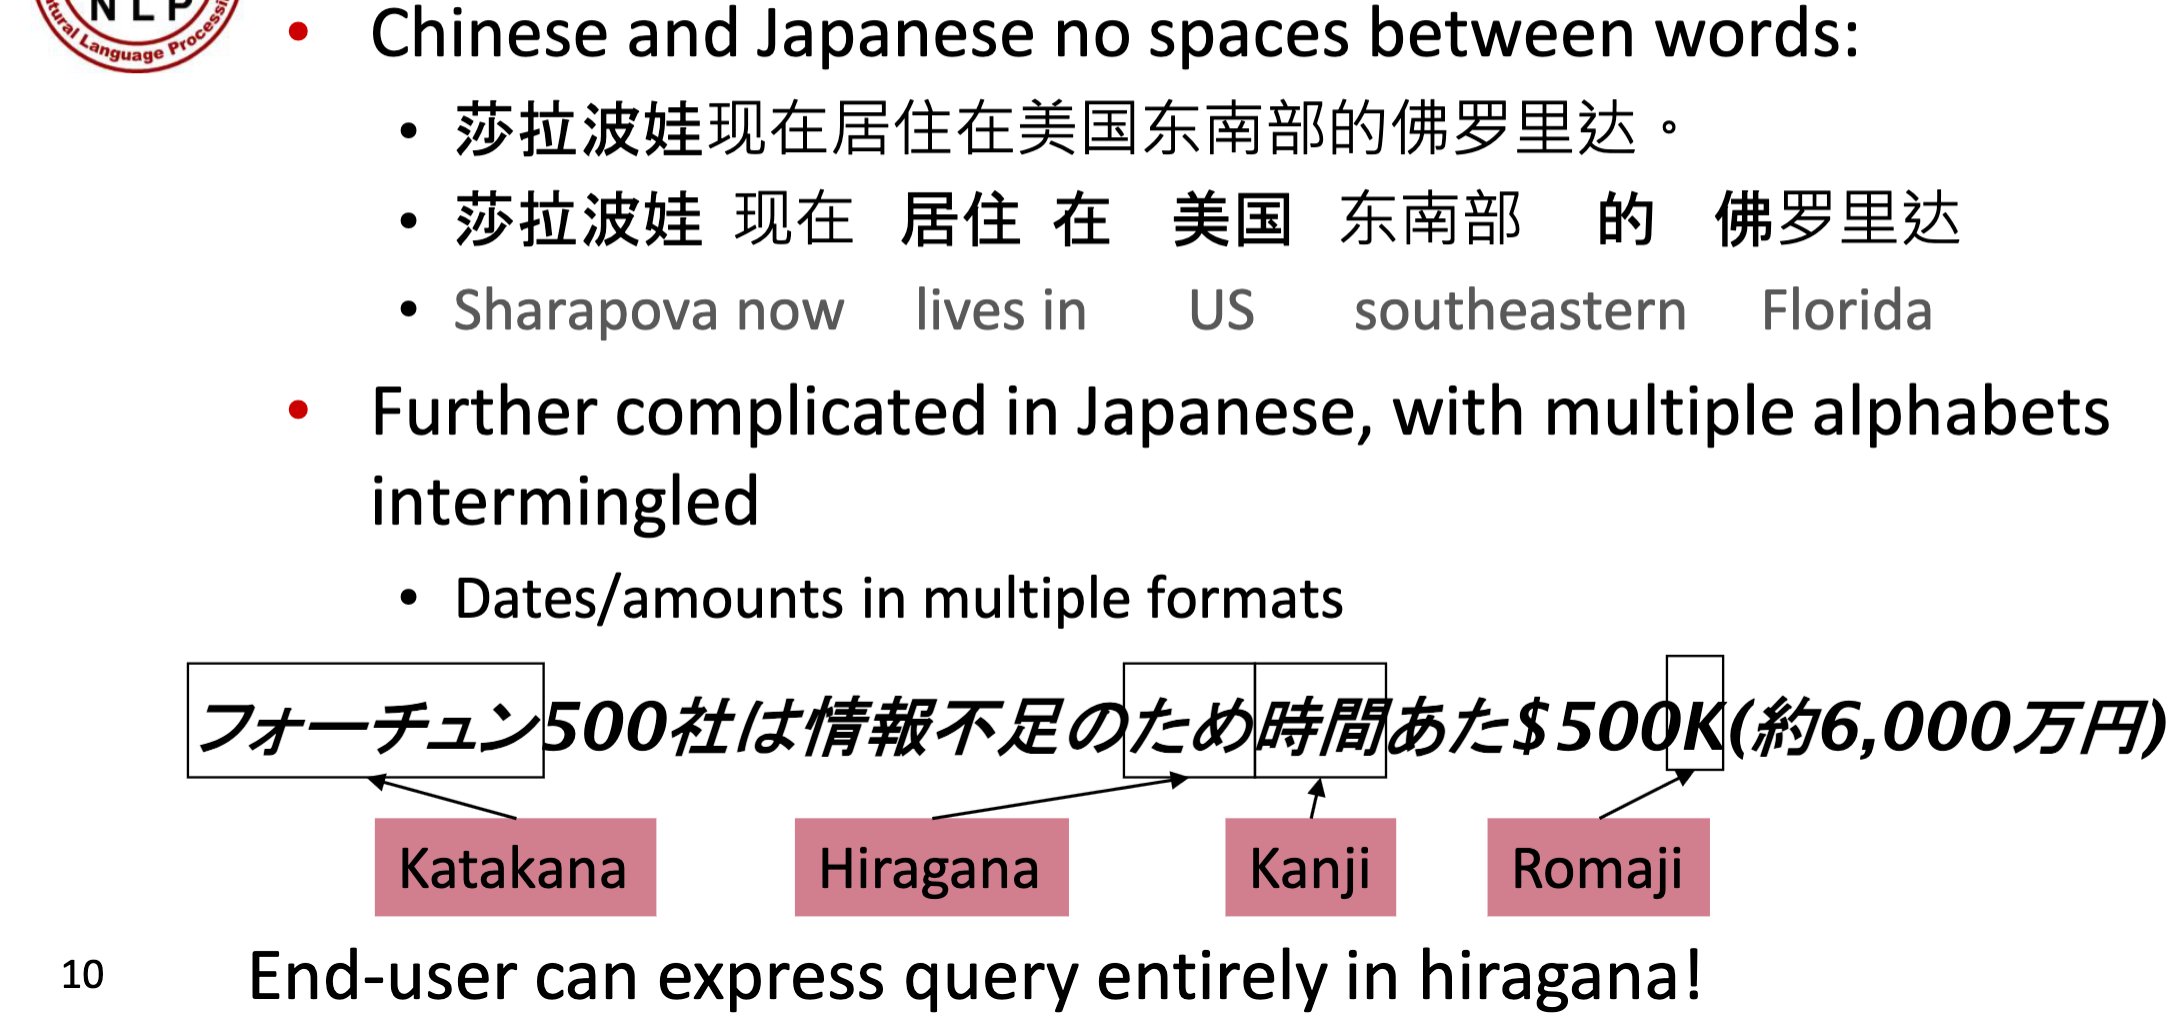 NLP
Natural Language Processing
• Chinese and Japanese no spaces between words:
• 莎拉波娃现在居住在美国东南部的佛罗里达。
• 莎拉波娃 现在 居住 在 美国 东南部 的 佛罗里达
• Sharapova now lives in US southeastern Florida
• Further complicated in Japanese, with multiple alphabets
intermingled
• Dates/amounts in multiple formats
フォーチュン500社は情報不足のため時間あた$500K(約6,000万円)
Katakana Hiragana Kanji Romaji
10 End-user can express query entirely in hiragana!